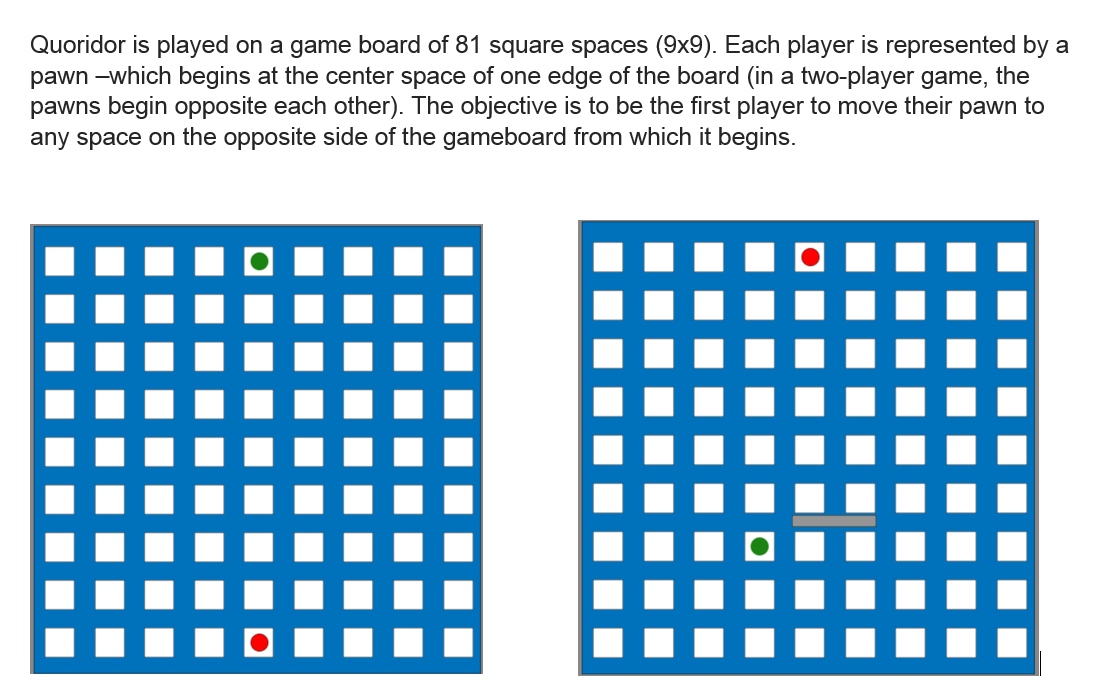 Quoridor is played on a game board of 81 square spaces (9x9). Each player is represented by a
pawn –which begins at the center space of one edge of the board (in a two-player game, the
pawns begin opposite each other). The objective is to be the first player to move their pawn to
any space on the opposite side of the gameboard from which it begins.